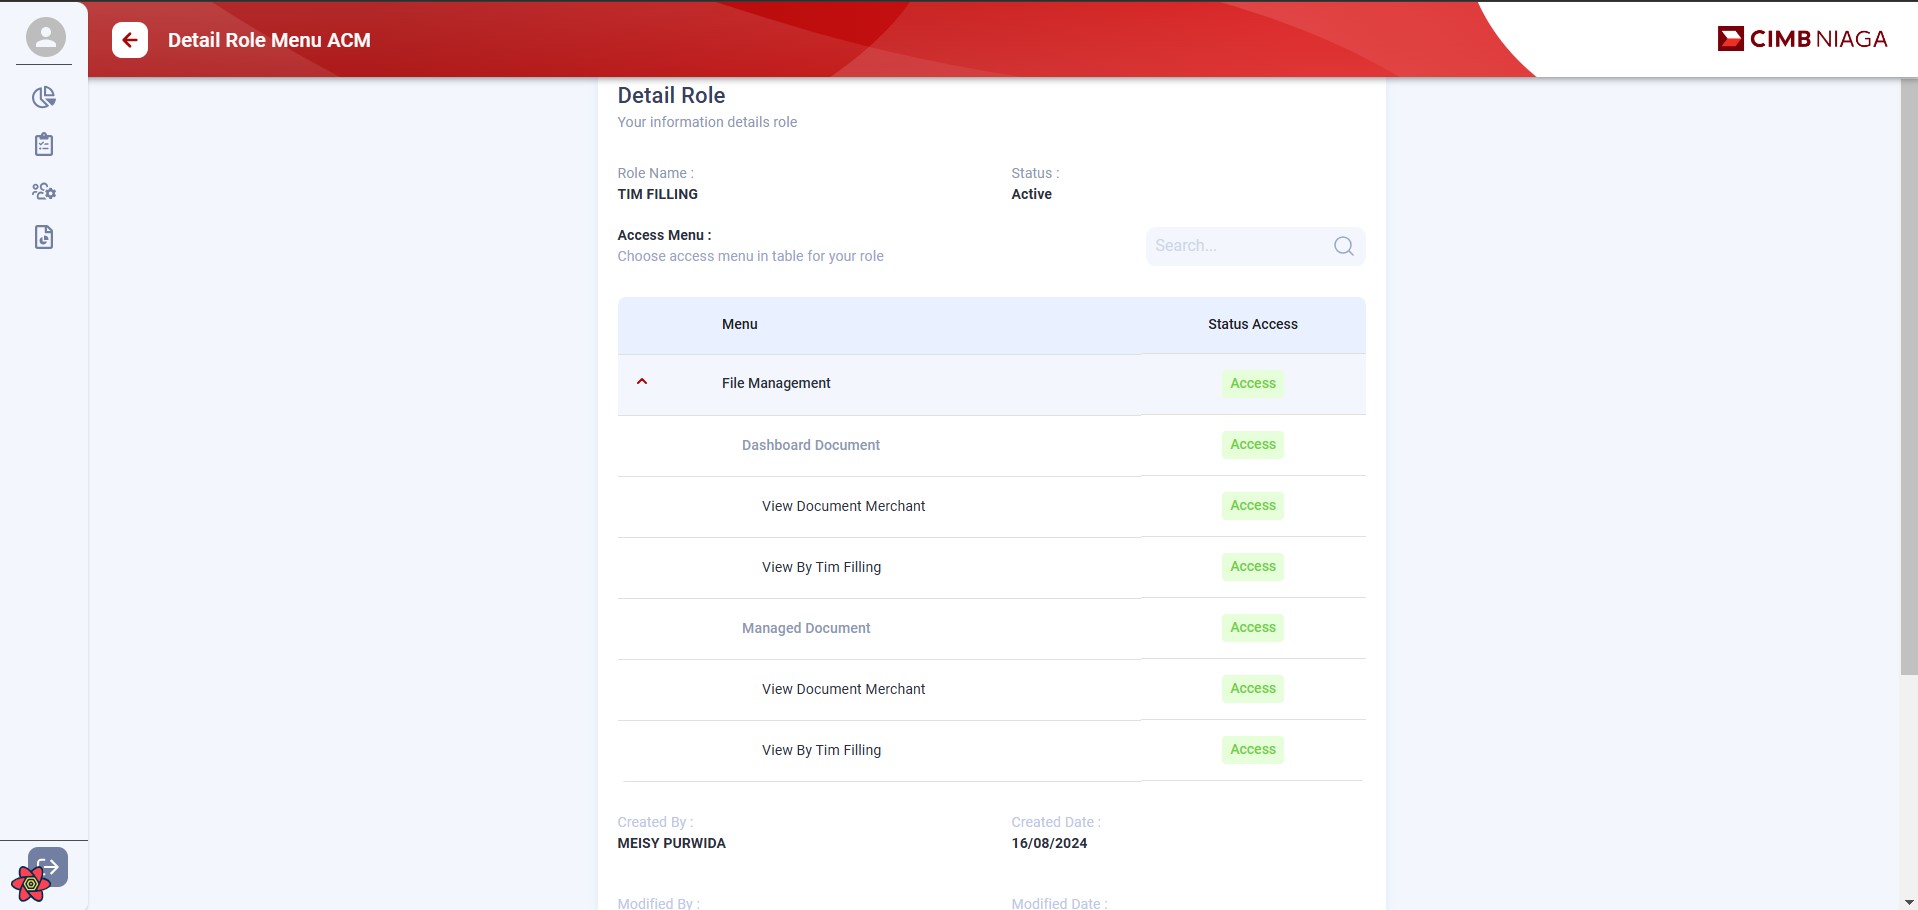 Detail Role Menu ACM
CIMB NIAGA
Detail Role
Your information details role
Role Name :
TIM FILLING
Status :
Active
Access Menu :
Choose access menu in table for your role
Search...
Menu
Status Access
File Management
Access
Dashboard Document
Access
View Document Merchant
Access
View By Tim Filling
Access
Managed Document
Access
View Document Merchant
Access
View By Tim Filling
Access
Created By :
MEISY PURWIDA
Created Date :
16/08/2024
Modified By :
Modified Date :